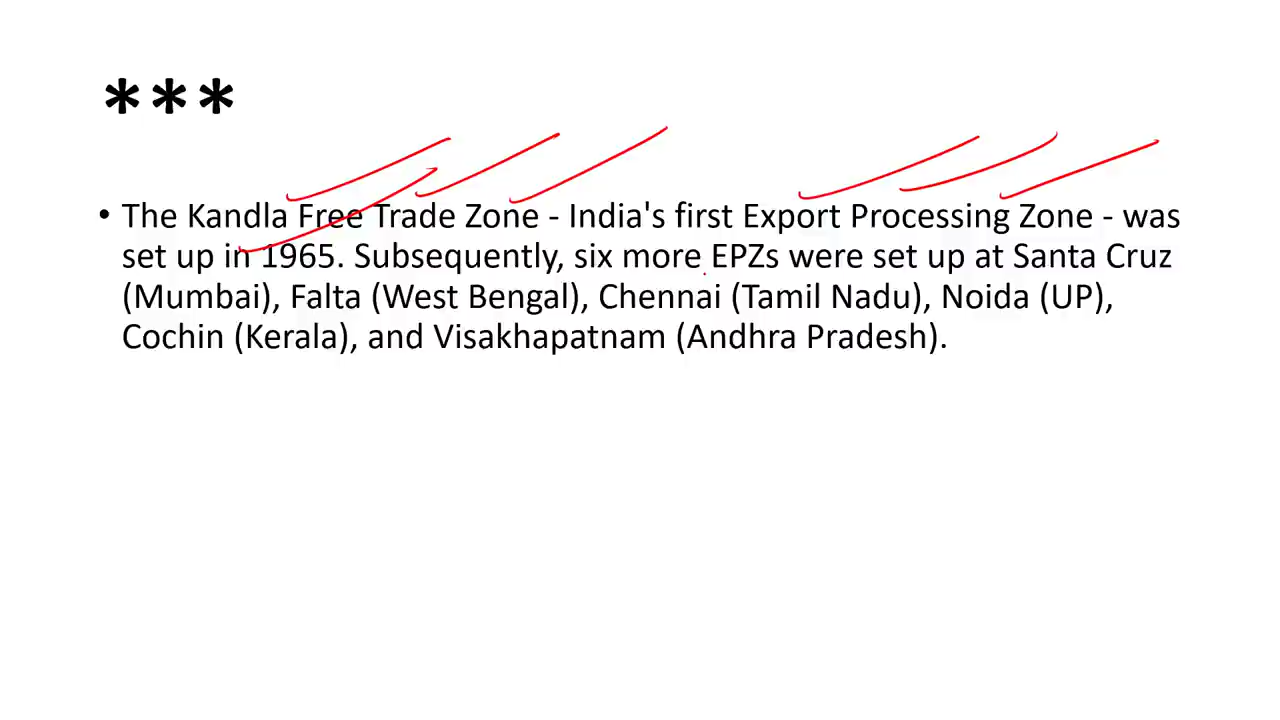 ***
• The Kandla Free Trade Zone - India's first Export Processing Zone - was
set up in 1965. Subsequently, six more EPZs were set up at Santa Cruz
(Mumbai), Falta (West Bengal), Chennai (Tamil Nadu), Noida (UP),
Cochin (Kerala), and Visakhapatnam (Andhra Pradesh).